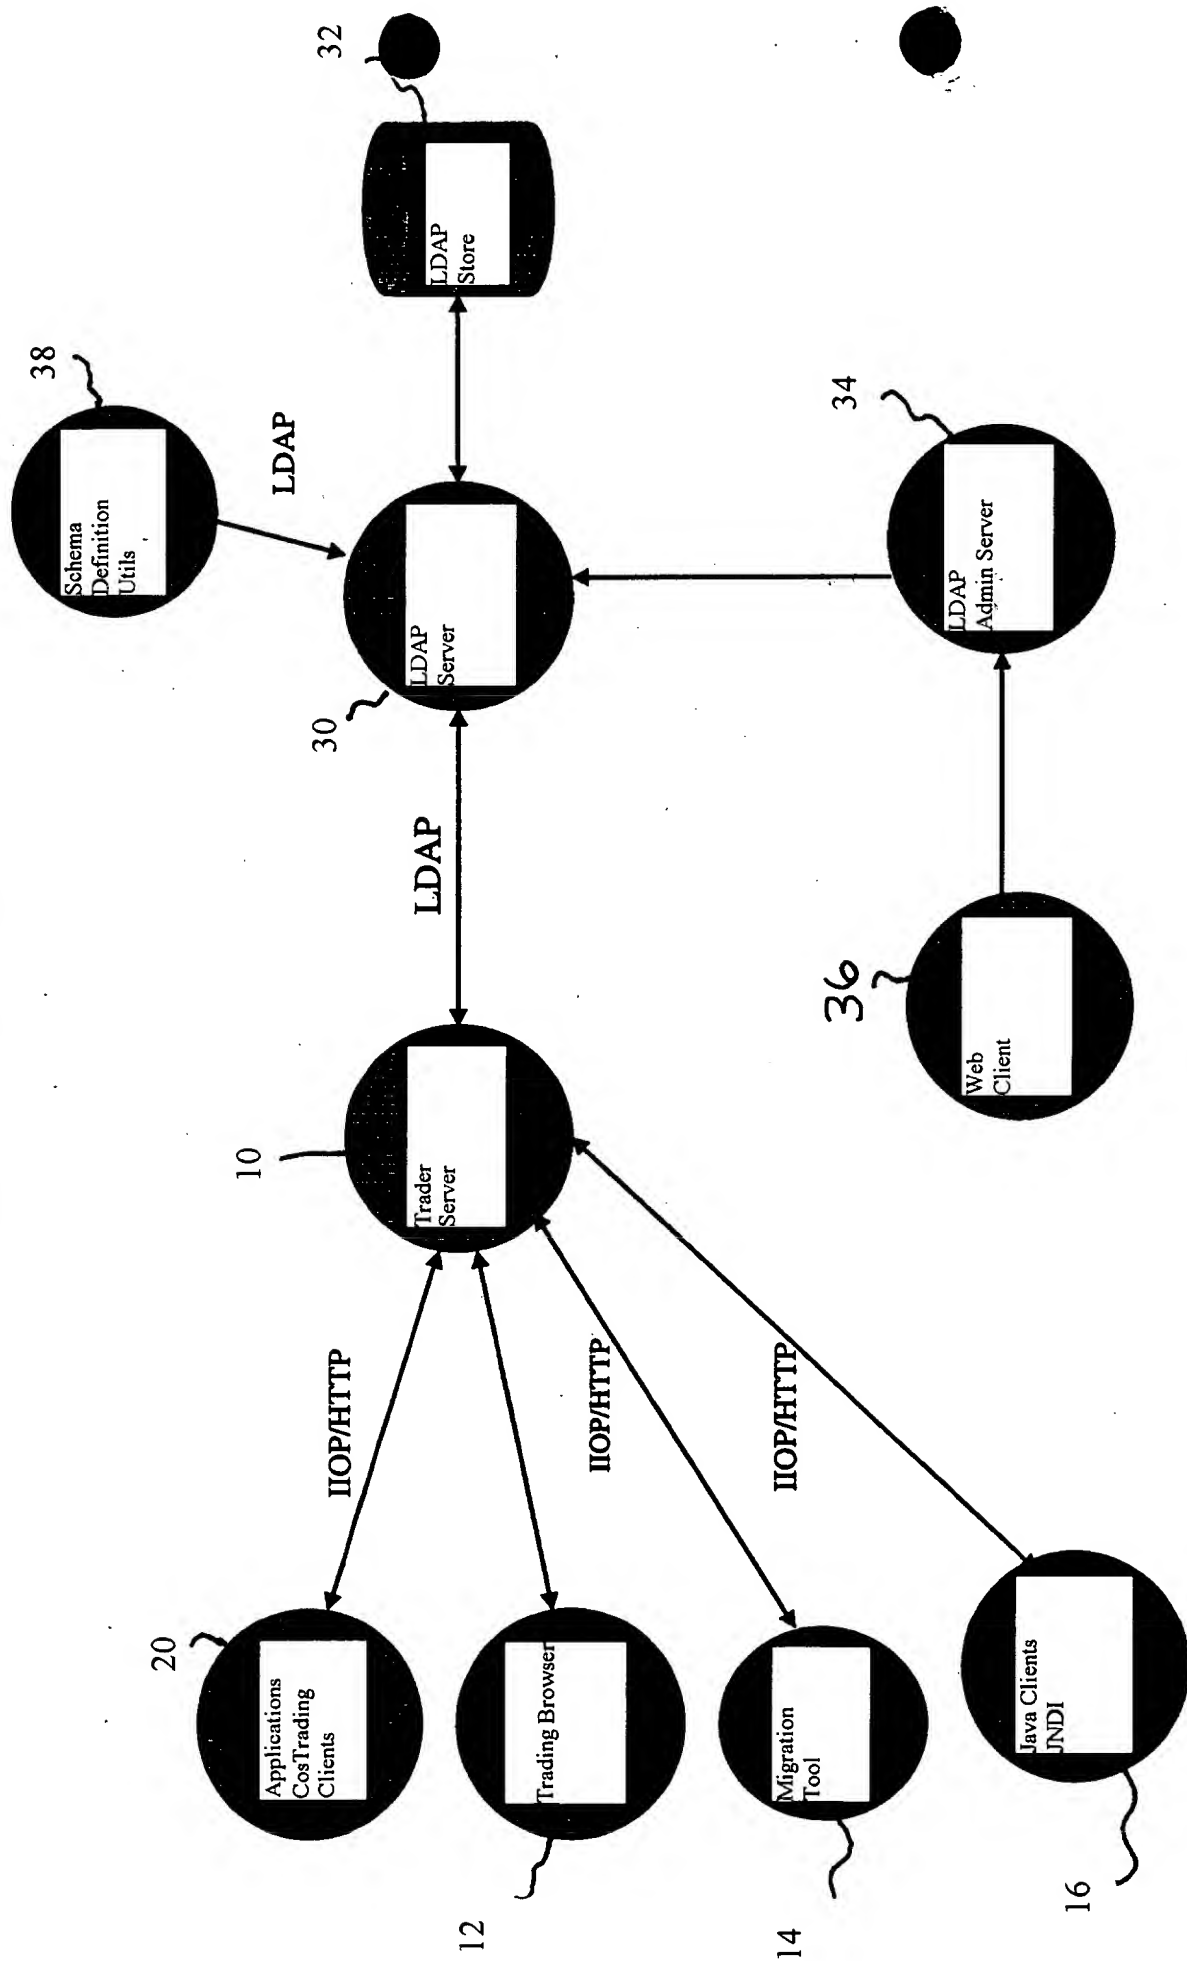 20
Applications
CosTrading
Clients
12
Trading Browser
14
Migration
Tool
16
Java Clients
JNDI
IIOP/HTTP
IIOP/HTTP
IIOP/HTTP
10
Trader
Server
LDAP
36
Web
Client
30
LDAP
Server
38
Schema
Definition
Utils
LDAP
34
LDAP
Admin Server
32
LDAP
Store